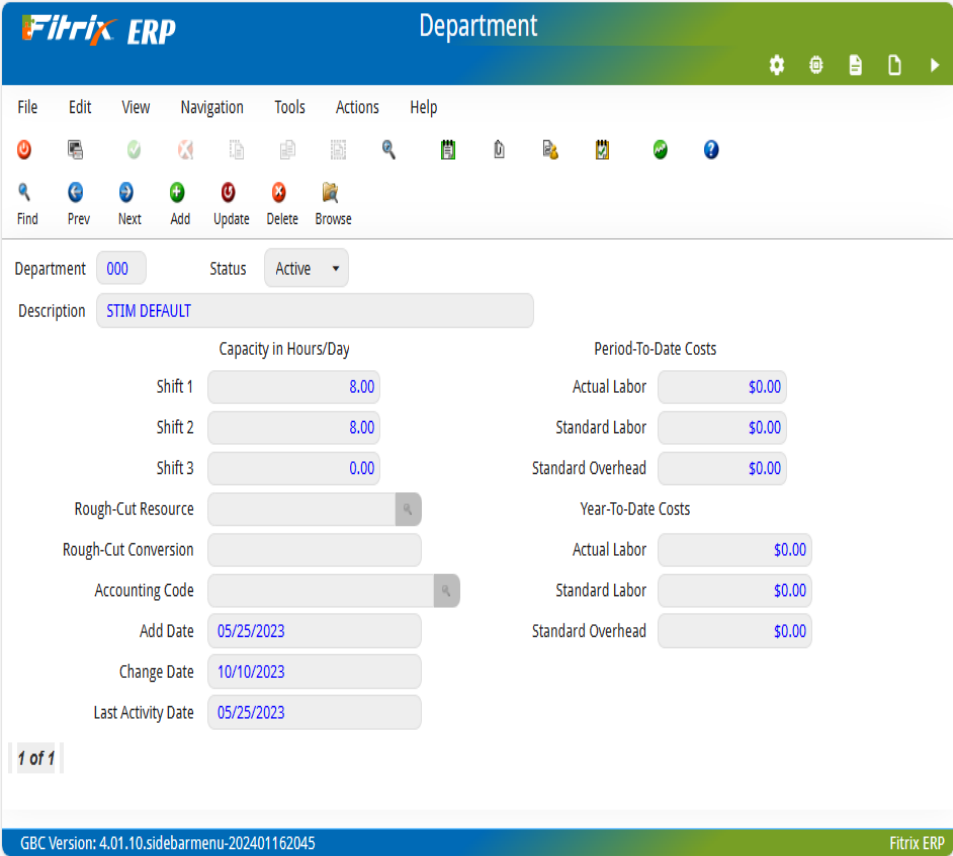 Fitrix ERP
Department
File Edit View Navigation Tools Actions Help
Find Prev Next Add Update Delete Browse
Department 000 Status Active
Description STIM DEFAULT
Capacity in Hours/Day Period-To-Date Costs
Shift 1 8.00 Actual Labor $0.00
Shift 2 8.00 Standard Labor $0.00
Shift 3 0.00 Standard Overhead $0.00
Rough-Cut Resource Year-To-Date Costs
Rough-Cut Conversion Actual Labor $0.00
Accounting Code Standard Labor $0.00
Add Date 05/25/2023 Standard Overhead $0.00
Change Date 10/10/2023
Last Activity Date 05/25/2023
1 of 1
GBC Version: 4.01.10.sidebarmenu-202401162045 Fitrix ERP